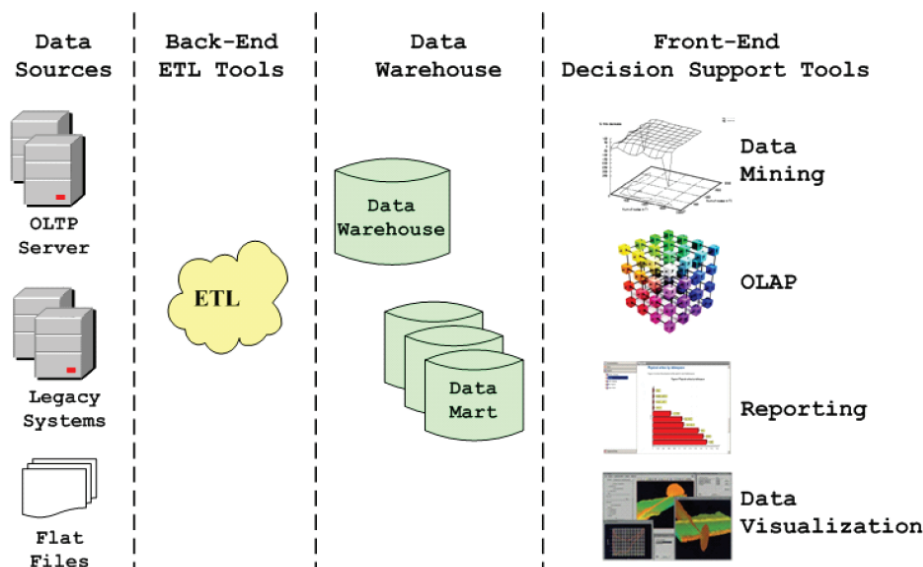 Data
Sources
Back-End
ETL Tools
Data
Warehouse
Front-End
Decision Support Tools
OLTP
Server
Legacy
Systems
Flat
Files
ETL
Data
Warehouse
Data
Mart
Data
Mining
OLAP
Reporting
Data
Visualization